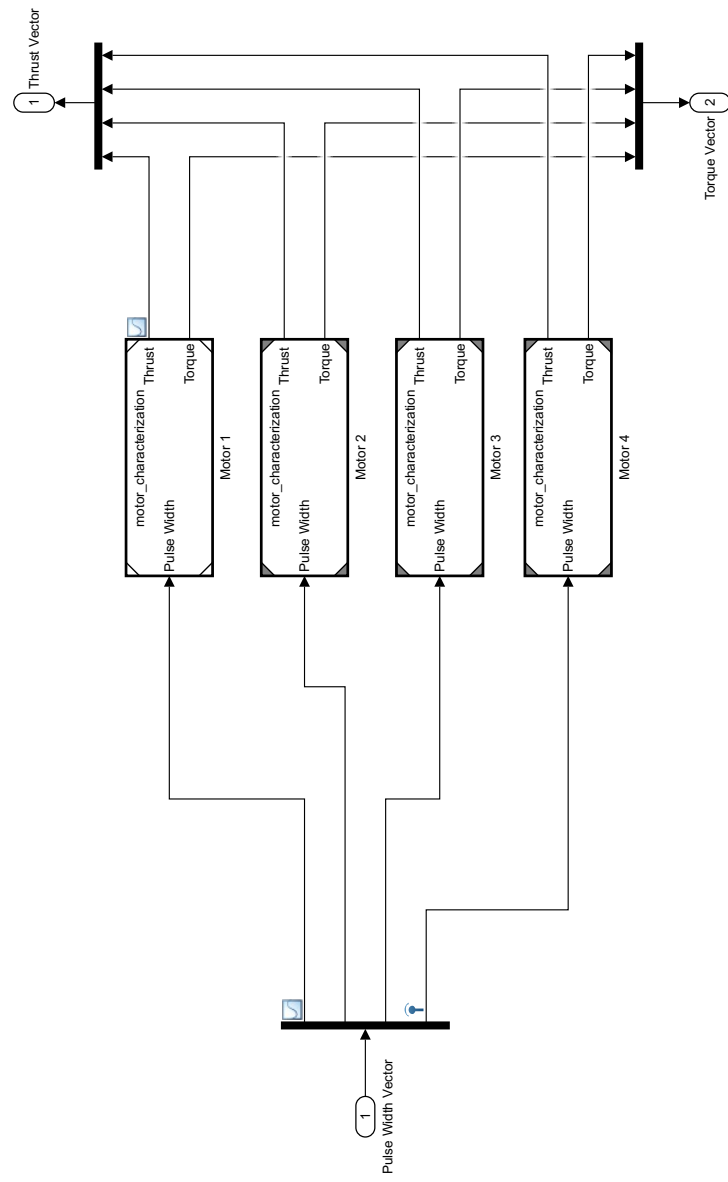 1
Pulse Width Vector
motor_characterization
Pulse Width
Thrust
Torque
Motor 1
motor_characterization
Pulse Width
Thrust
Torque
Motor 2
motor_characterization
Pulse Width
Thrust
Torque
Motor 3
motor_characterization
Pulse Width
Thrust
Torque
Motor 4
1
Thrust Vector
2
Torque Vector